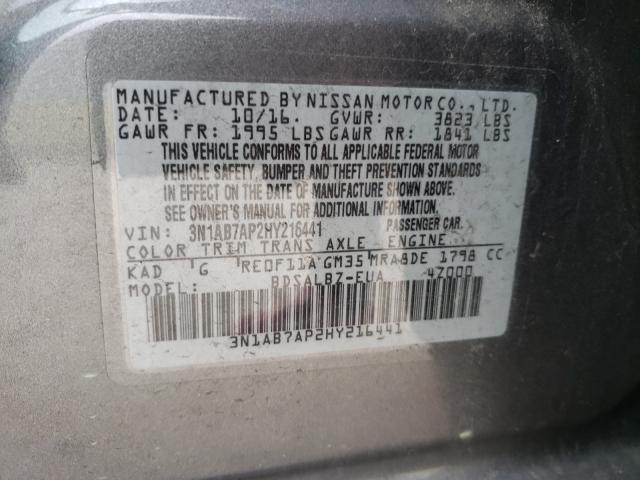 MANUFACTURED BY NISSAN MOTOR CO., LTD.
DATE: 10/16. GVWR: 3823 LBS
GAWR FR: 1995 LBS GAWR RR: 1841 LBS
THIS VEHICLE CONFORMS TO ALL APPLICABLE FEDERAL MOTOR
VEHICLE SAFETY, BUMPER AND THEFT PREVENTION STANDARDS
IN EFFECT ON THE DATE OF MANUFACTURE SHOWN ABOVE.
SEE OWNER'S MANUAL FOR ADDITIONAL INFORMATION.
VIN: 3N1AB7AP2HY216441 PASSENGER CAR.
COLOR TRIM TRANS AXLE ENGINE
KAD G RE0F11A GM35 MRA8DE 1798 CC
MODEL: BDSALBZ-EUA 4Z000
3N1AB7AP2HY216441